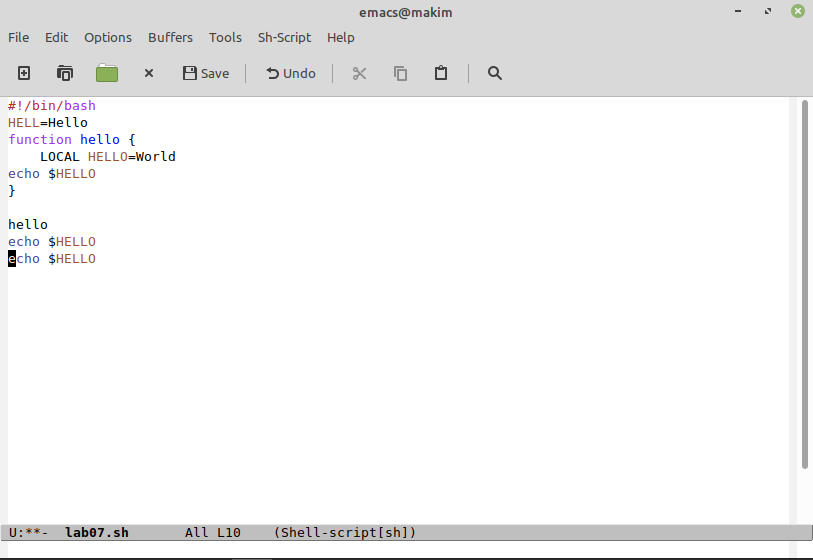 emacs@makim
File Edit Options Buffers Tools Sh-Script Help
Save Undo
#!/bin/bash
HELL=Hello
function hello {
    LOCAL HELLO=World
echo $HELLO
}
hello
echo $HELLO
echo $HELLO
U:**-  lab07.sh       All L10    (Shell-script[sh])